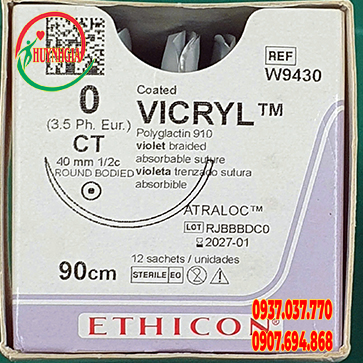 HUYNHGIA
REF
W9430
0
(3.5 Ph. Eur.)
CT
40 mm 1/2c
ROUND BODIED
Coated
VICRYL™
Polyglactin 910
violet braided
absorbable suture
violeta trenzado sutura
absorbible
ATRALOC™
LOT RJBBBDC0
2027-01
12 sachets / unidades
90cm
STERILE EO
2
ETHICON
0937.037.770
0907.694.868